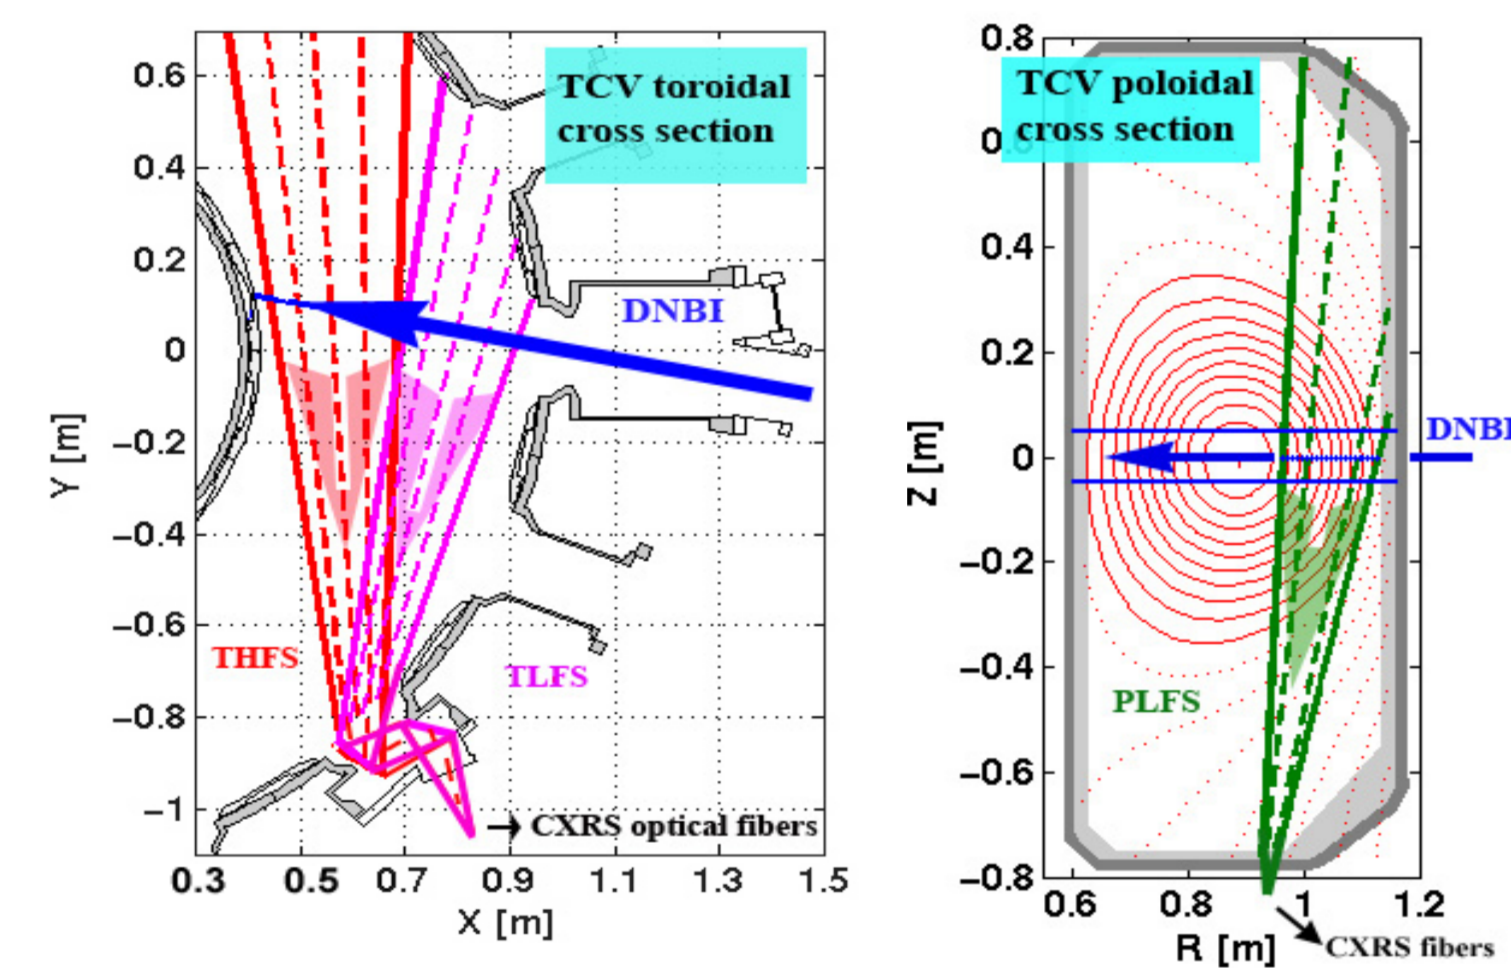 TCV toroidal
cross section
0.6
0.4
0.2
0
−0.2
−0.4
−0.6
−0.8
−1
Y [m]
DNBI
THFS
TLFS
CXRS optical fibers
0.3 0.5 0.7 0.9 1.1 1.3 1.5
X [m]
TCV poloidal
cross section
0.8
0.4
0.2
0
−0.2
−0.4
−0.6
−0.8
Z [m]
DNBI
PLFS
0.6 0.8 1 1.2
R [m]
CXRS fibers